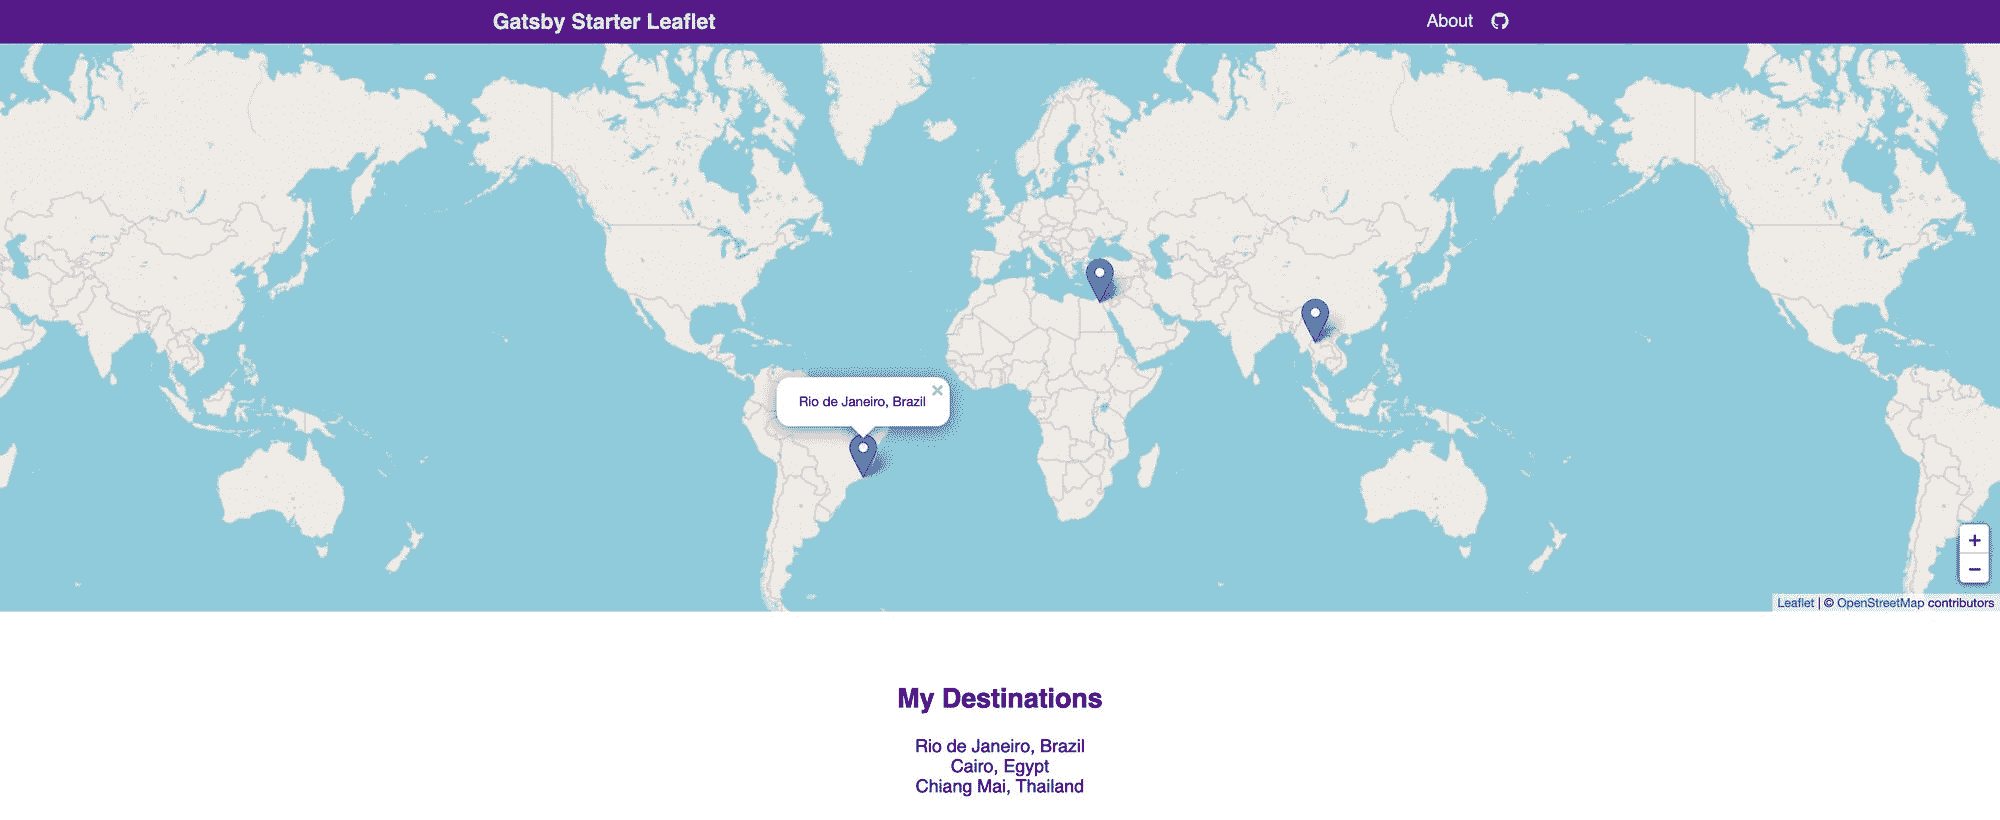 Gatsby Starter Leaflet
About
Rio de Janeiro, Brazil
×
+
−
Leaflet | © OpenStreetMap contributors
My Destinations
Rio de Janeiro, Brazil
Cairo, Egypt
Chiang Mai, Thailand